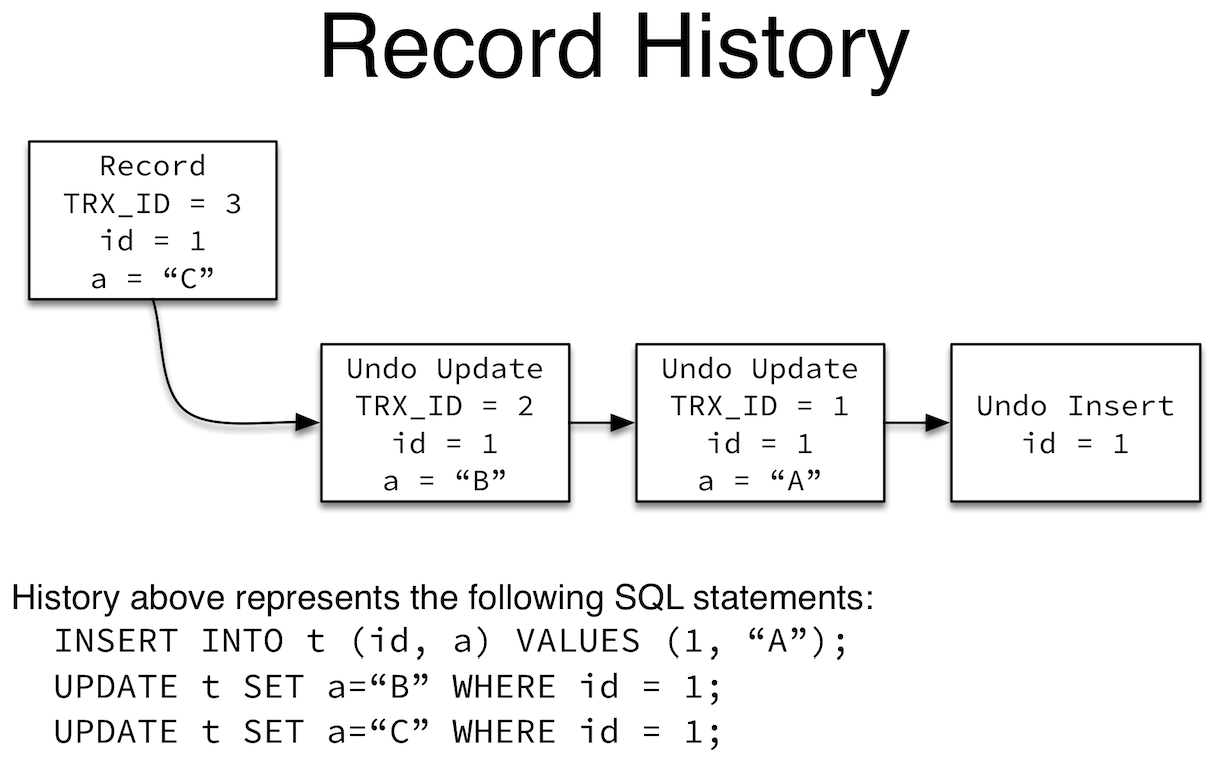 Record History
Record
TRX_ID = 3
id = 1
a = “C”
Undo Update
TRX_ID = 2
id = 1
a = “B”
Undo Update
TRX_ID = 1
id = 1
a = “A”
Undo Insert
id = 1
History above represents the following SQL statements:
INSERT INTO t (id, a) VALUES (1, “A”);
UPDATE t SET a=“B” WHERE id = 1;
UPDATE t SET a=“C” WHERE id = 1;